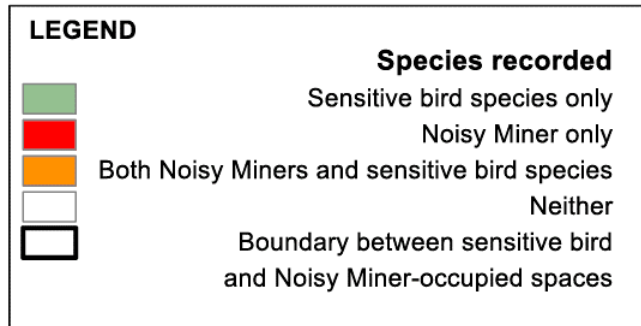 LEGEND
Species recorded
Sensitive bird species only
Noisy Miner only
Both Noisy Miners and sensitive bird species
Neither
Boundary between sensitive bird
and Noisy Miner-occupied spaces